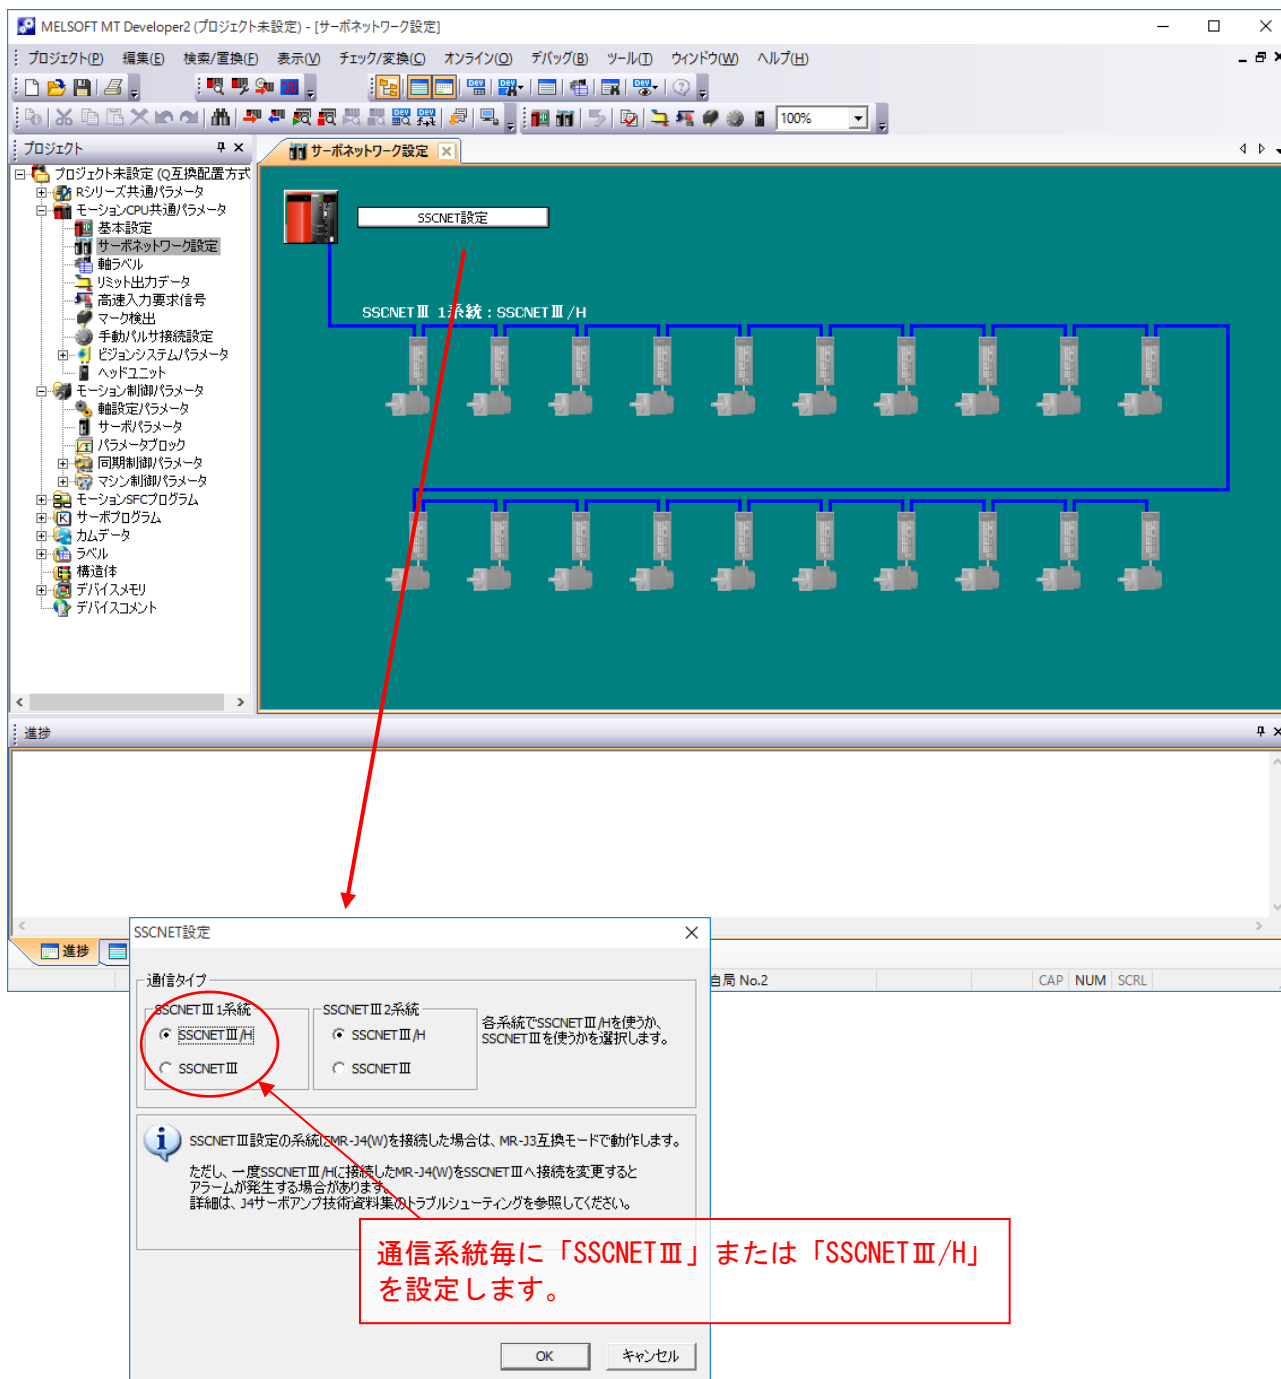 MELSOFT MT Developer2 (プロジェクト未設定) - [サーボネットワーク設定]
プロジェクト(P) 編集(E) 検索/置換(F) 表示(V) チェック/変換(C) オンライン(O) デバッグ(B) ツール(T) ウィンドウ(W) ヘルプ(H)
100%
プロジェクト
サーボネットワーク設定
プロジェクト未設定 (Q互換配置方式
Rシリーズ共通パラメータ
モーションCPU共通パラメータ
基本設定
サーボネットワーク設定
軸ラベル
リミット出力データ
高速入力要求信号
マーク検出
手動パルサ接続設定
ビジョンシステムパラメータ
ヘッドユニット
モーション制御パラメータ
軸設定パラメータ
サーボパラメータ
パラメータブロック
同期制御パラメータ
マシン制御パラメータ
モーションSFCプログラム
サーボプログラム
カムデータ
ラベル
構造体
デバイスメモリ
デバイスコメント
SSCNET設定
SSCNETⅢ 1系統 : SSCNETⅢ/H
進捗
進捗
自局 No.2
CAP NUM SCRL
SSCNET設定
通信タイプ
SSCNETⅢ1系統
SSCNETⅢ/H
SSCNETⅢ
SSCNETⅢ2系統
SSCNETⅢ/H
SSCNETⅢ
各系統でSSCNETⅢ/Hを使うか、
SSCNETⅢを使うかを選択します。
SSCNETⅢ設定の系統にMR-J4(W)を接続した場合は、MR-J3互換モードで動作します。
ただし、一度SSCNETⅢ/Hに接続したMR-J4(W)をSSCNETⅢへ接続を変更すると
アラームが発生する場合があります。
詳細は、J4サーボアンプ技術資料集のトラブルシューティングを参照してください。
通信系統毎に「SSCNETⅢ」または「SSCNETⅢ/H」
を設定します。
OK キャンセル